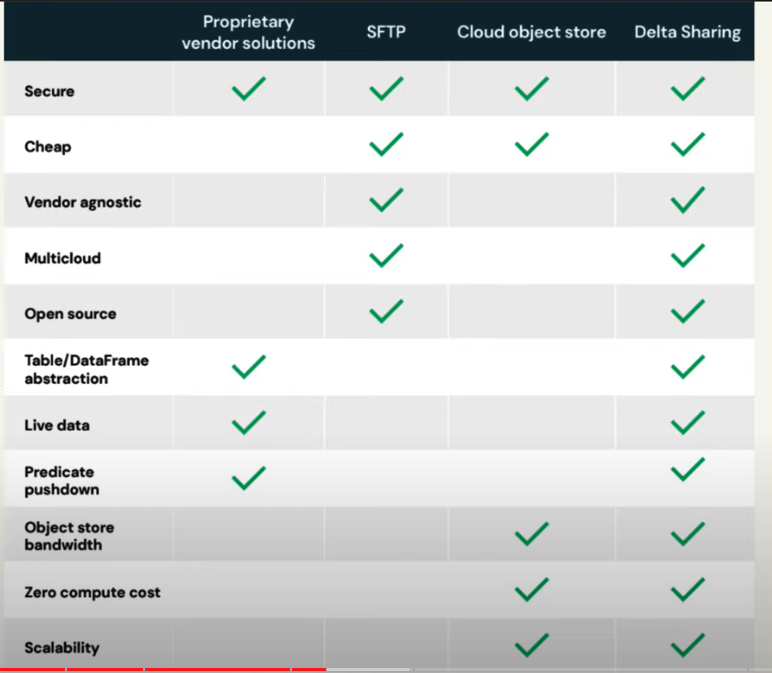 Proprietary
vendor solutions
SFTP
Cloud object store
Delta Sharing
Secure
Cheap
Vendor agnostic
Multicloud
Open source
Table/DataFrame
abstraction
Live data
Predicate
pushdown
Object store
bandwidth
Zero compute cost
Scalability